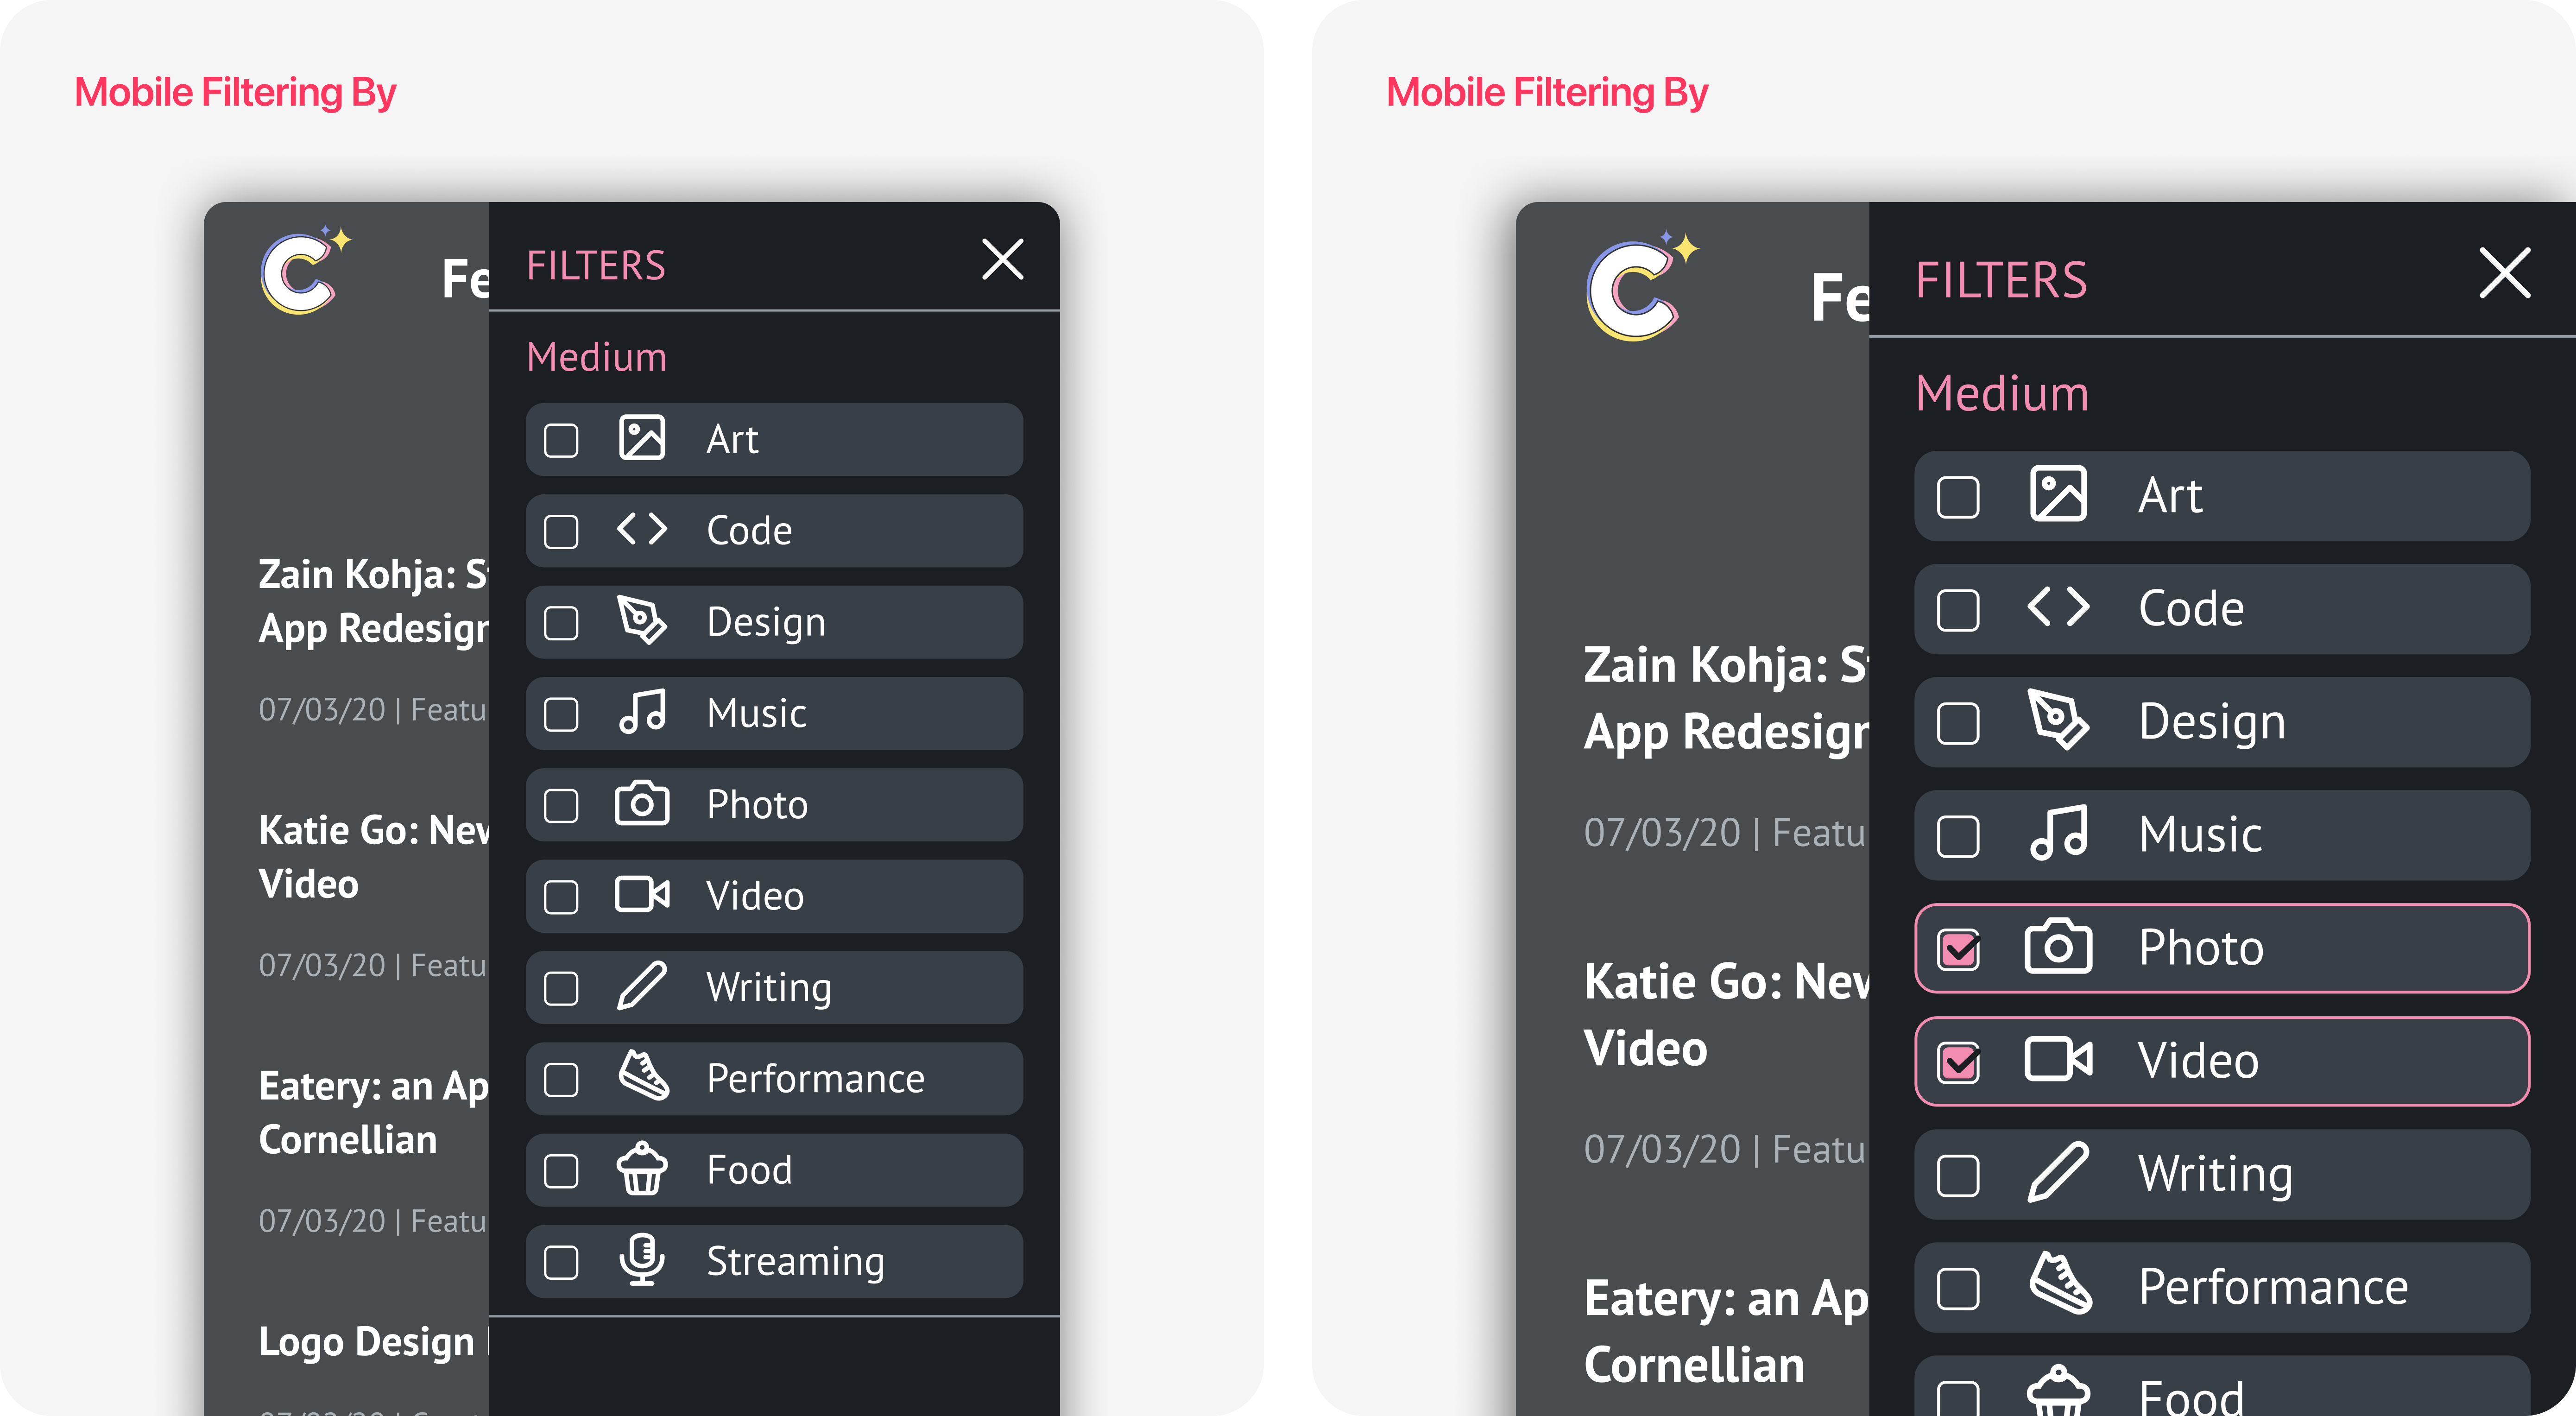 Mobile Filtering By
Fe
FILTERS
Medium
Art
Code
Design
Music
Photo
Video
Writing
Performance
Food
Streaming
Zain Kohja: S
App Redesign
07/03/20 | Featu
Katie Go: New
Video
07/03/20 | Featu
Eatery: an Ap
Cornellian
07/03/20 | Featu
Logo Design
Mobile Filtering By
Fe
FILTERS
Medium
Art
Code
Design
Music
Photo
Video
Writing
Performance
Food
Zain Kohja: S
App Redesign
07/03/20 | Featu
Katie Go: New
Video
07/03/20 | Featu
Eatery: an Ap
Cornellian